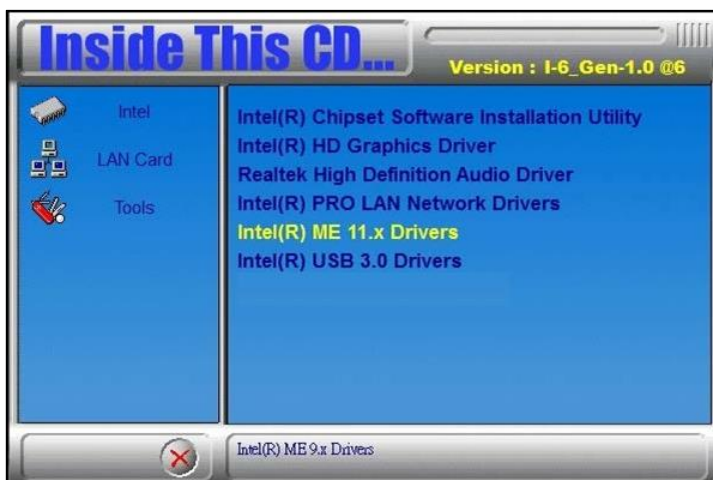 Inside This CD...
Version : I-6_Gen-1.0 @6
Intel
LAN Card
Tools
Intel(R) Chipset Software Installation Utility
Intel(R) HD Graphics Driver
Realtek High Definition Audio Driver
Intel(R) PRO LAN Network Drivers
Intel(R) ME 11.x Drivers
Intel(R) USB 3.0 Drivers
Intel(R) ME 9.x Drivers